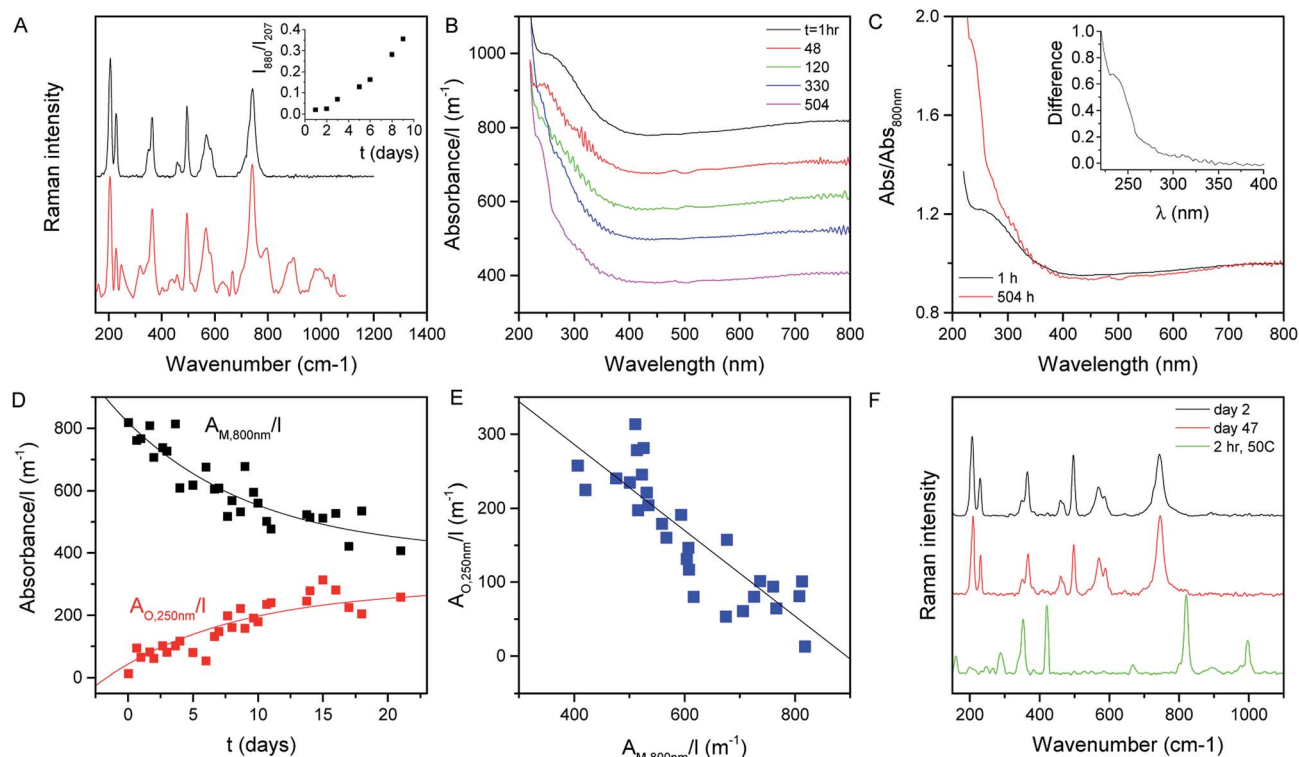 A
Raman intensity
I880/I207
0.4
0.3
0.2
0.1
0.0
0 2 4 6 8 10
t (days)
200 400 600 800 1000 1200 1400
Wavenumber (cm-1)
B
Absorbance/l (m⁻¹)
1000
800
600
400
t=1hr
48
120
330
504
200 300 400 500 600 700 800
Wavelength (nm)
C
Abs/Abs800nm
2.0
1.6
1.2
0.8
Difference
1.0
0.8
0.6
0.4
0.2
0.0
250 300 350 400
λ (nm)
1 h
504 h
200 300 400 500 600 700 800
Wavelength (nm)
D
Absorbance/l (m⁻¹)
800
600
400
200
0
AM,800nm/l
AO,250nm/l
0 5 10 15 20
t (days)
E
AO,250nm/l (m⁻¹)
300
200
100
0
400 600 800
AM,800nm/l (m⁻¹)
F
Raman intensity
day 2
day 47
2 hr, 50C
200 400 600 800 1000
Wavenumber (cm-1)